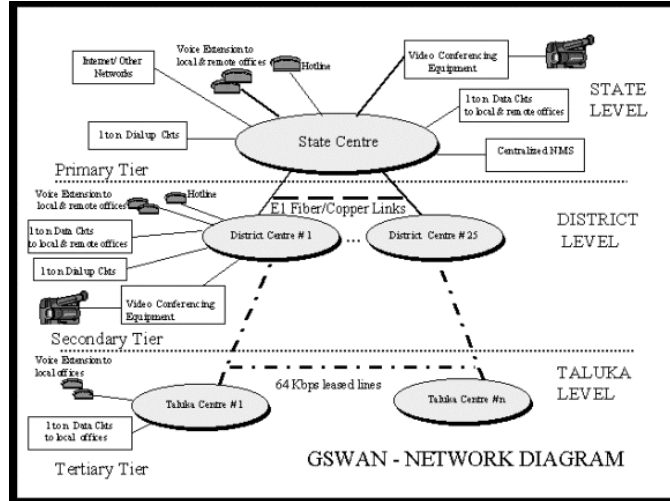 Internet/ Other
Networks
Voice Extension to
local & remote offices
Hotline
Video Conferencing
Equipment
STATE
LEVEL
1 to n Data Ckts
to local & remote offices
1 to n Dialup Ckts
State Centre
Centralized NMS
Primary Tier
Voice Extension to
local & remote offices
Hotline
E1 Fiber/Copper Links
DISTRICT
LEVEL
1 to n Data Ckts
to local & remote offices
District Centre # 1
...
District Centre # 25
1 to n Dialup Ckts
Video Conferencing
Equipment
Secondary Tier
Voice Extension to
local offices
64 Kbps leased lines
TALUKA
LEVEL
Taluka Centre # 1
Taluka Centre #n
1 to n Data Ckts
to local offices
Tertiary Tier
GSWAN - NETWORK DIAGRAM